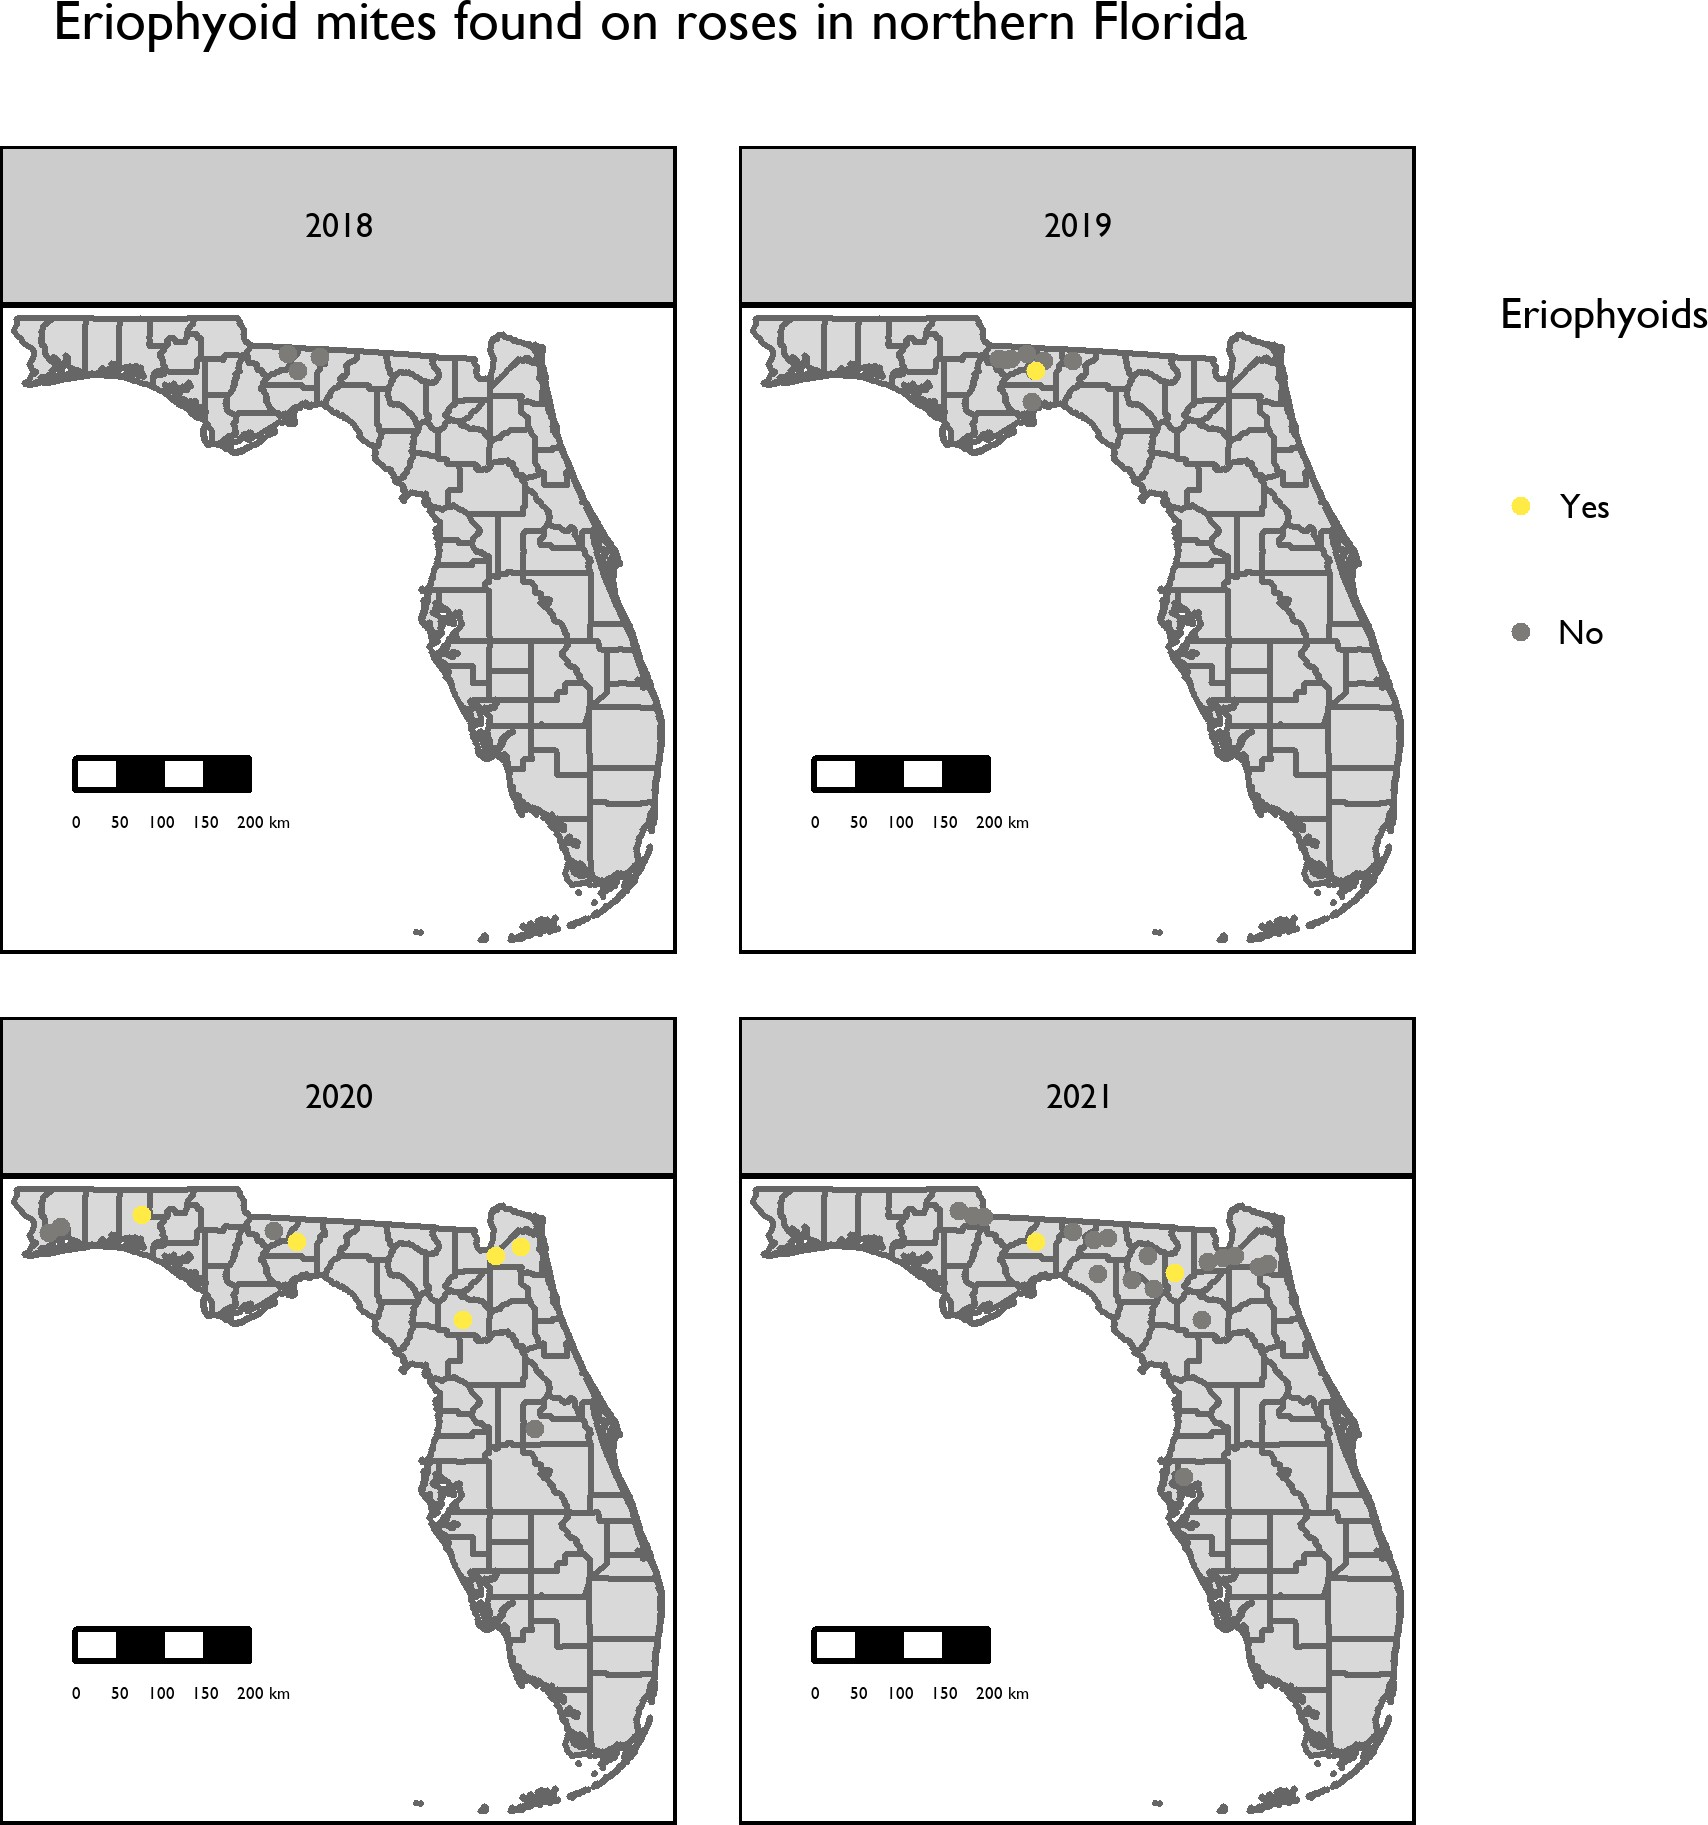 Eriophyoid mites found on roses in northern Florida
2018
2019
Eriophyoids
Yes
No
0 50 100 150 200 km
0 50 100 150 200 km
2020
2021
0 50 100 150 200 km
0 50 100 150 200 km